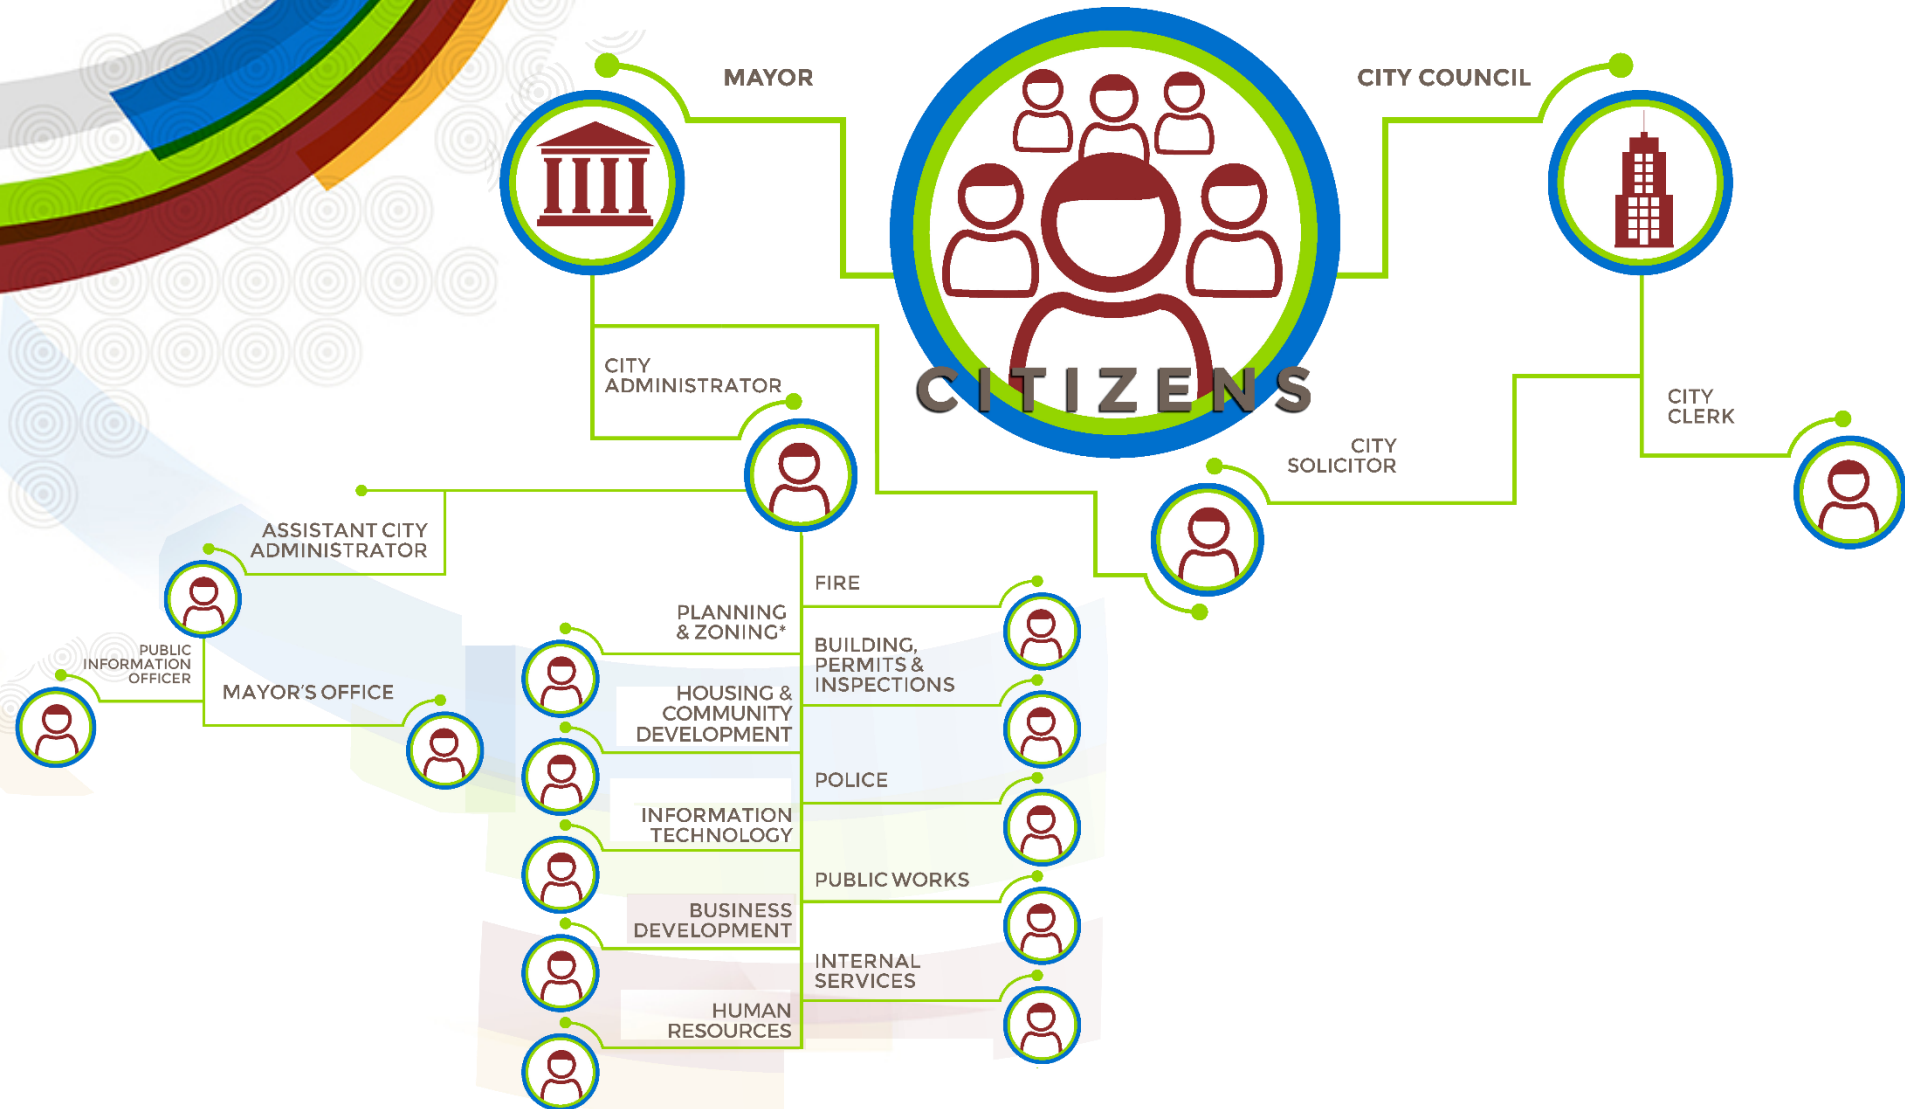 MAYOR
CITY COUNCIL
CITIZENS
CITY
ADMINISTRATOR
CITY
CLERK
CITY
SOLICITOR
ASSISTANT CITY
ADMINISTRATOR
PUBLIC
INFORMATION
OFFICER
MAYOR'S OFFICE
FIRE
PLANNING
& ZONING*
BUILDING,
PERMITS &
INSPECTIONS
HOUSING &
COMMUNITY
DEVELOPMENT
POLICE
INFORMATION
TECHNOLOGY
PUBLIC WORKS
BUSINESS
DEVELOPMENT
INTERNAL
SERVICES
HUMAN
RESOURCES